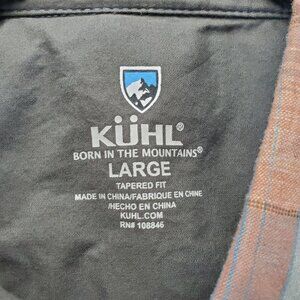 KÜHL®
BORN IN THE MOUNTAINS®
LARGE
TAPERED FIT
MADE IN CHINA/FABRIQUE EN CHINE
/HECHO EN CHINA
KUHL.COM
RN# 108846